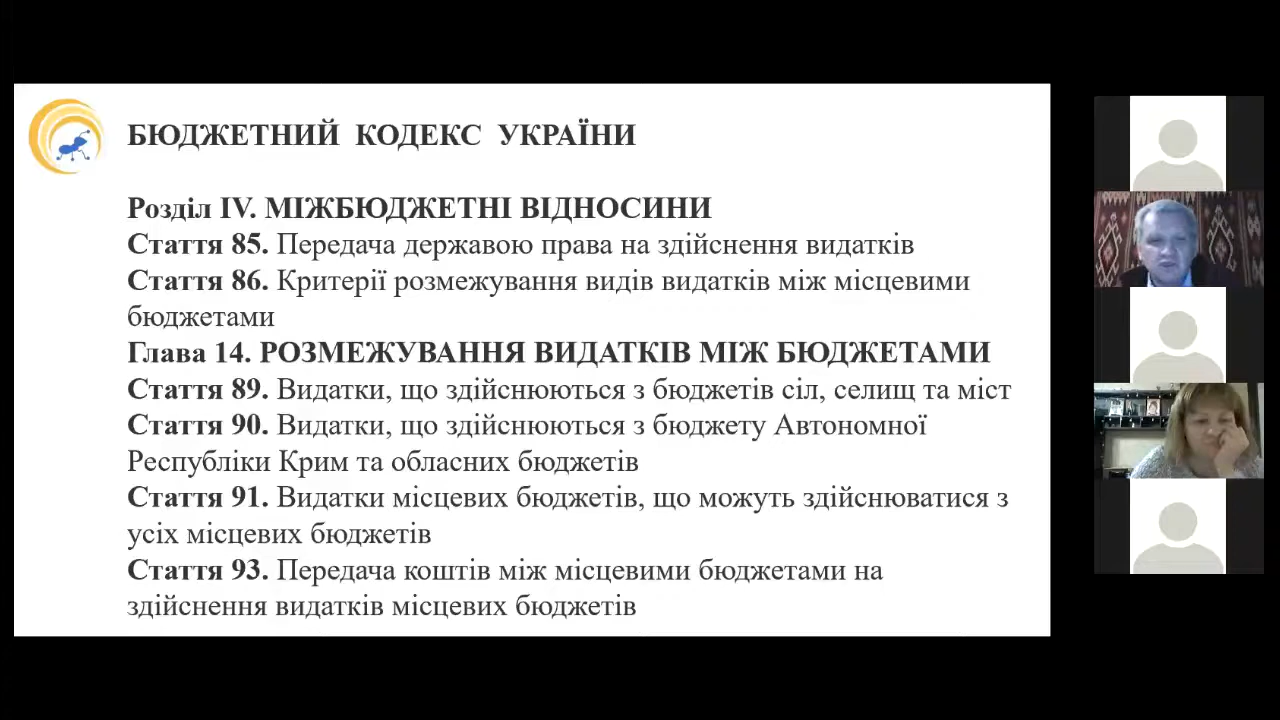 БЮДЖЕТНИЙ КОДЕКС УКРАЇНИ
Розділ IV. МІЖБЮДЖЕТНІ ВІДНОСИНИ
Стаття 85. Передача державою права на здійснення видатків
Стаття 86. Критерії розмежування видів видатків між місцевими
бюджетами
Глава 14. РОЗМЕЖУВАННЯ ВИДАТКІВ МІЖ БЮДЖЕТАМИ
Стаття 89. Видатки, що здійснюються з бюджетів сіл, селищ та міст
Стаття 90. Видатки, що здійснюються з бюджету Автономної
Республіки Крим та обласних бюджетів
Стаття 91. Видатки місцевих бюджетів, що можуть здійснюватися з
усіх місцевих бюджетів
Стаття 93. Передача коштів між місцевими бюджетами на
здійснення видатків місцевих бюджетів